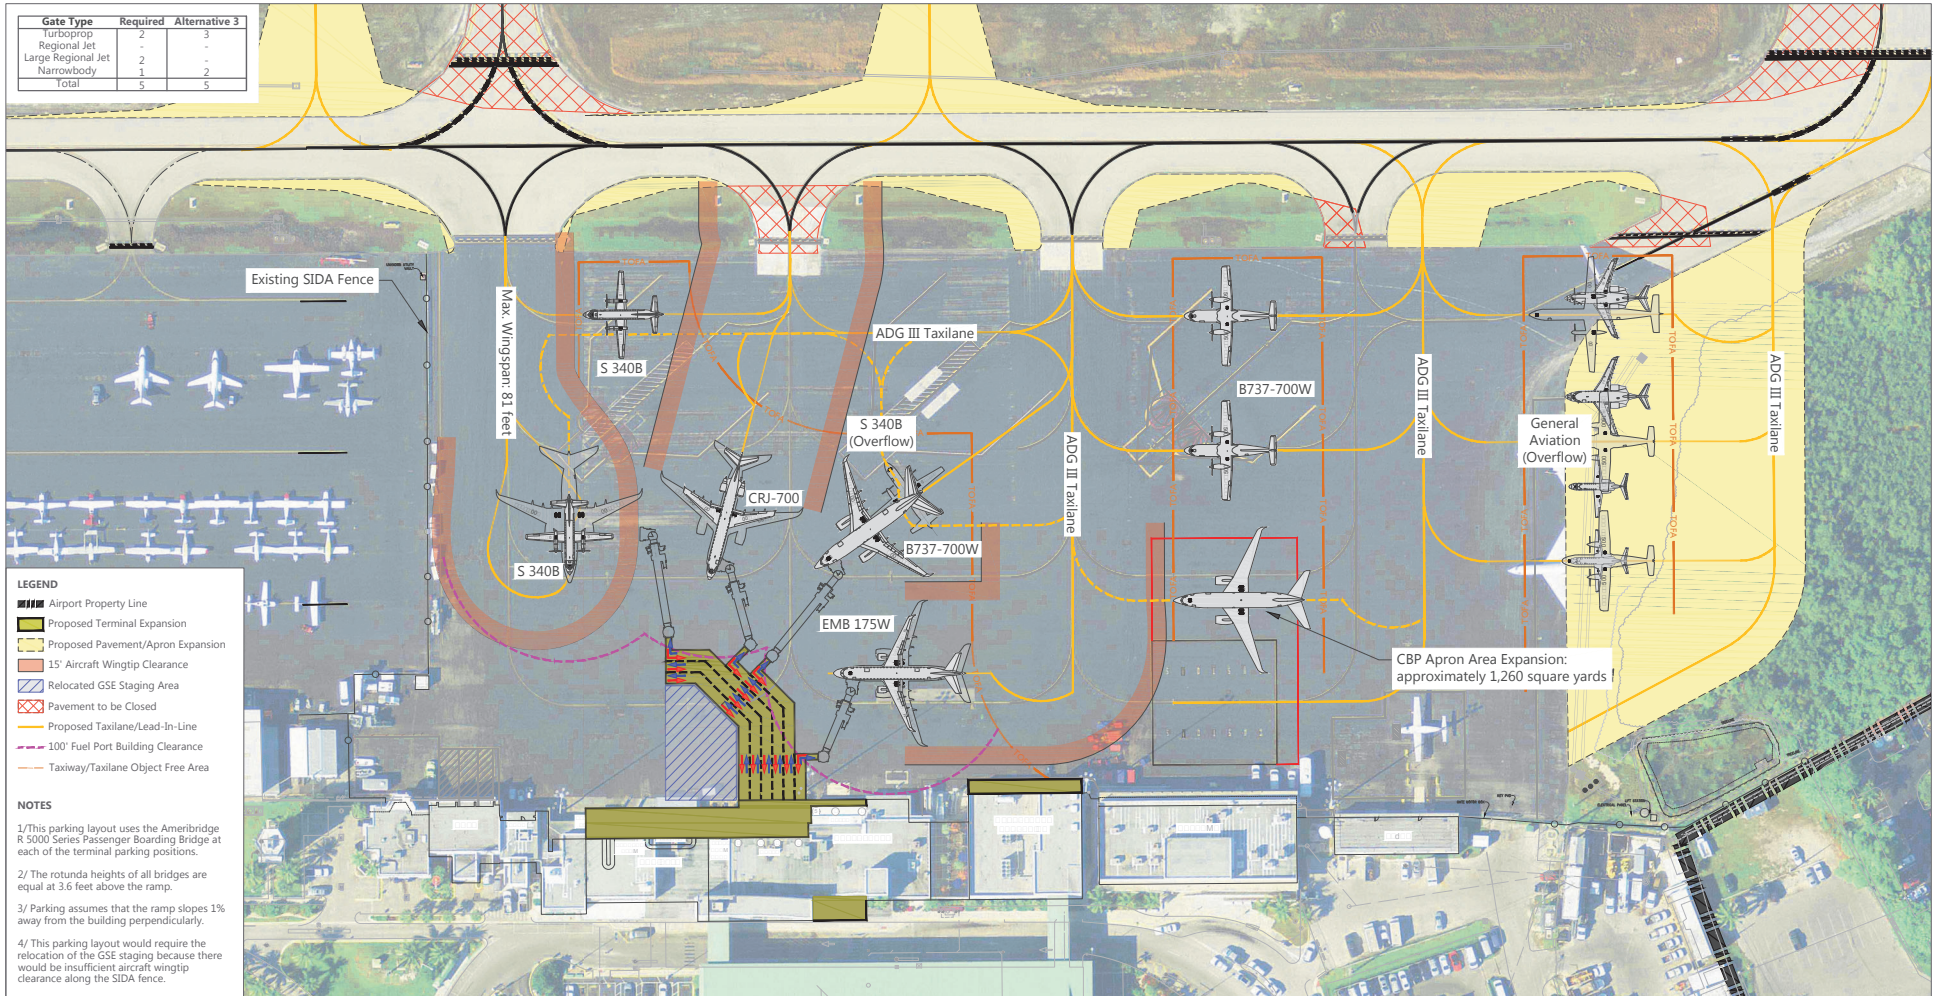 Gate Type Required Alternative 3
Turboprop 2 3
Regional Jet - -
Large Regional Jet 2 -
Narrowbody 1 2
Total 5 5
Existing SIDA Fence
Max. Wingspan: 81 feet
S 340B
ADG III Taxilane
S 340B
(Overflow)
B737-700W
ADG III Taxilane
ADG III Taxilane
General
Aviation
(Overflow)
ADG III Taxilane
CRJ-700
B737-700W
S 340B
EMB 175W
CBP Apron Area Expansion:
approximately 1,260 square yards
TOFA
TOFA
TOFA
TOFA
LEGEND
Airport Property Line
Proposed Terminal Expansion
Proposed Pavement/Apron Expansion
15' Aircraft Wingtip Clearance
Relocated GSE Staging Area
Pavement to be Closed
Proposed Taxilane/Lead-In-Line
100' Fuel Port Building Clearance
Taxiway/Taxilane Object Free Area
NOTES
1/This parking layout uses the Ameribridge
R 5000 Series Passenger Boarding Bridge at
each of the terminal parking positions.
2/ The rotunda heights of all bridges are
equal at 3.6 feet above the ramp.
3/ Parking assumes that the ramp slopes 1%
away from the building perpendicularly.
4/ This parking layout would require the
relocation of the GSE staging because there
would be insufficient aircraft wingtip
clearance along the SIDA fence.